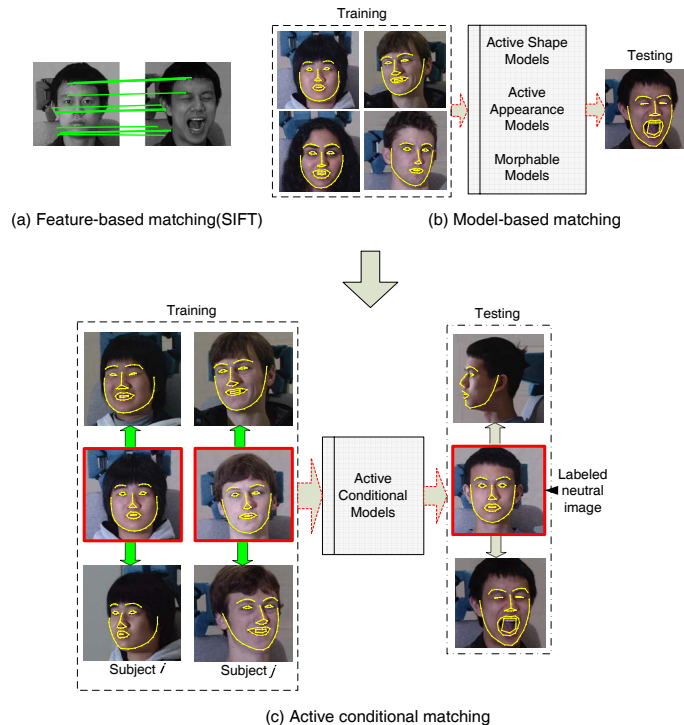 Training
Active Shape
Models
Active
Appearance
Models
Morphable
Models
Testing
(a) Feature-based matching(SIFT)
(b) Model-based matching
Training
Testing
Active
Conditional
Models
Labeled
neutral
image
Subject i
Subject j
(c) Active conditional matching